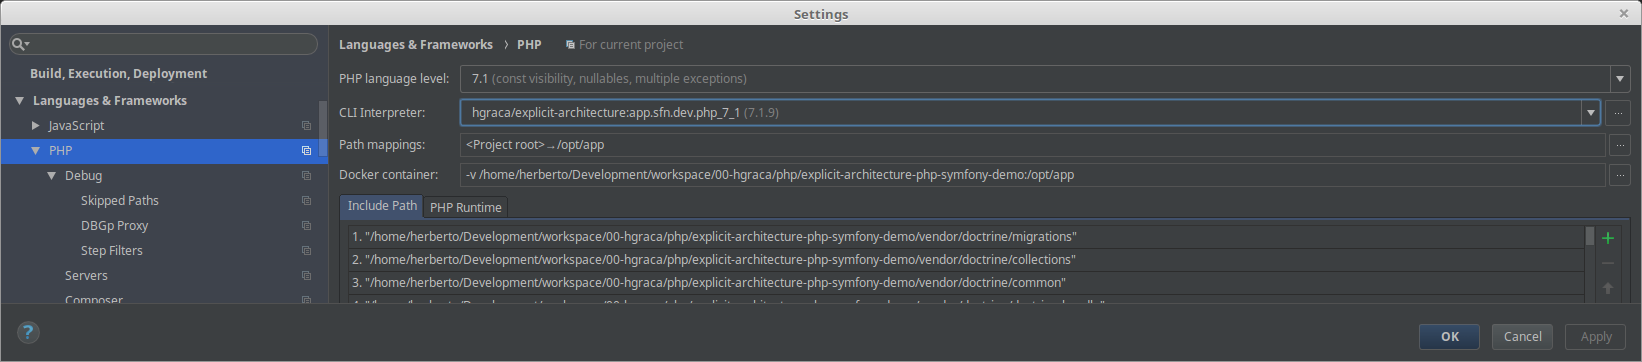 Settings
Build, Execution, Deployment
Languages & Frameworks
JavaScript
PHP
Debug
Skipped Paths
DBGp Proxy
Step Filters
Servers
Composer
Languages & Frameworks › PHP For current project
PHP language level: 7.1 (const visibility, nullables, multiple exceptions)
CLI Interpreter: hgraca/explicit-architecture:app.sfn.dev.php_7_1 (7.1.9) ...
Path mappings: <Project root>→/opt/app ...
Docker container: -v /home/herberto/Development/workspace/00-hgraca/php/explicit-architecture-php-symfony-demo:/opt/app ...
Include Path PHP Runtime
1. "/home/herberto/Development/workspace/00-hgraca/php/explicit-architecture-php-symfony-demo/vendor/doctrine/migrations"
2. "/home/herberto/Development/workspace/00-hgraca/php/explicit-architecture-php-symfony-demo/vendor/doctrine/collections"
3. "/home/herberto/Development/workspace/00-hgraca/php/explicit-architecture-php-symfony-demo/vendor/doctrine/common"
? OK Cancel Apply